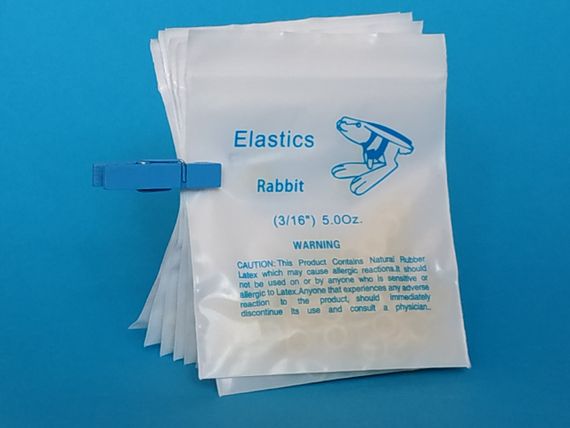 Elastics
Rabbit
(3/16") 5.0Oz.
WARNING
CAUTION: This Product Contains Natural Rubber
Latex which may cause allergic reactions.It should
not be used on or by anyone who is sensitive or
allergic to Latex.Anyone that experiences any adverse
reaction to the product, should immediately
discontinue its use and consult a physician..